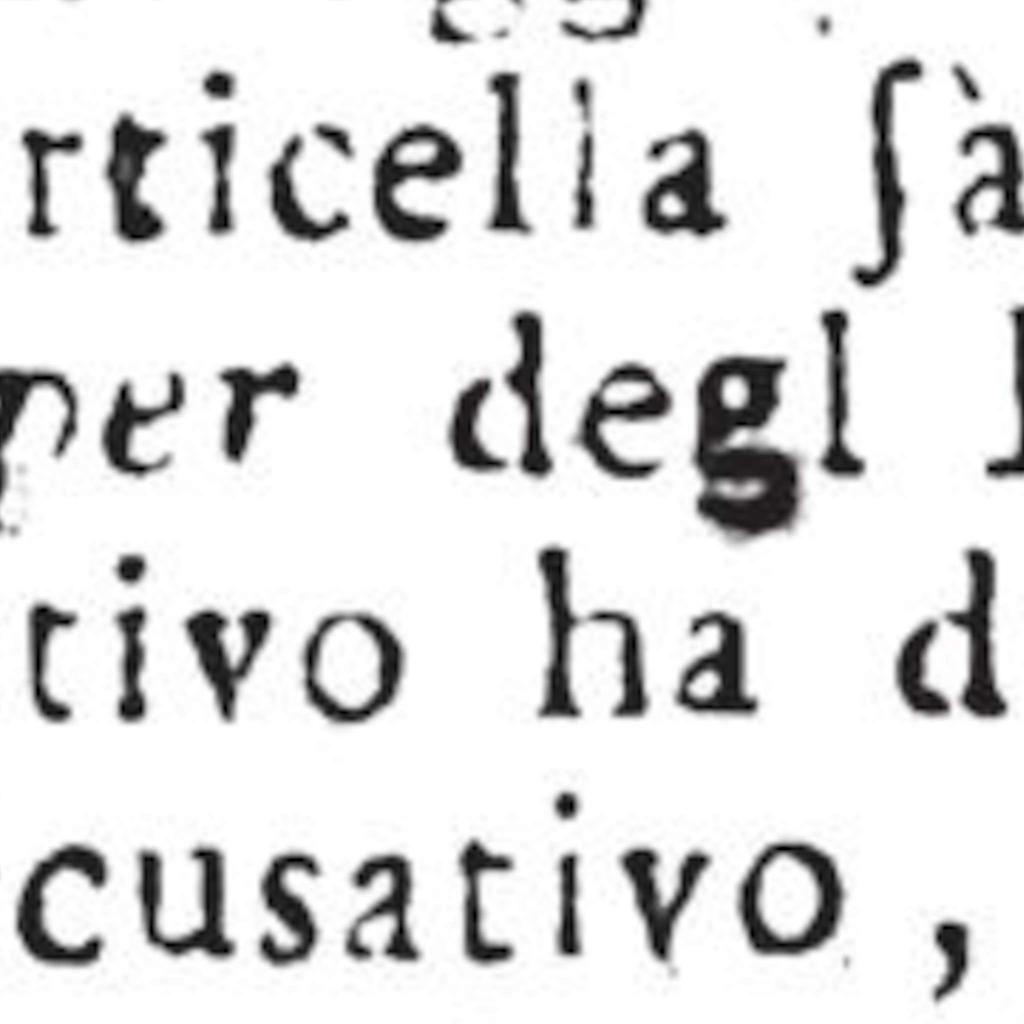 rticella ſà
per degl
tivo ha d
cusativo,